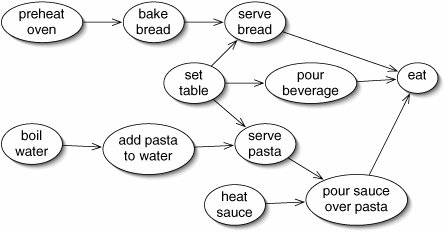 preheat
oven
bake
bread
serve
bread
set
table
pour
beverage
eat
boil
water
add pasta
to water
serve
pasta
heat
sauce
pour sauce
over pasta